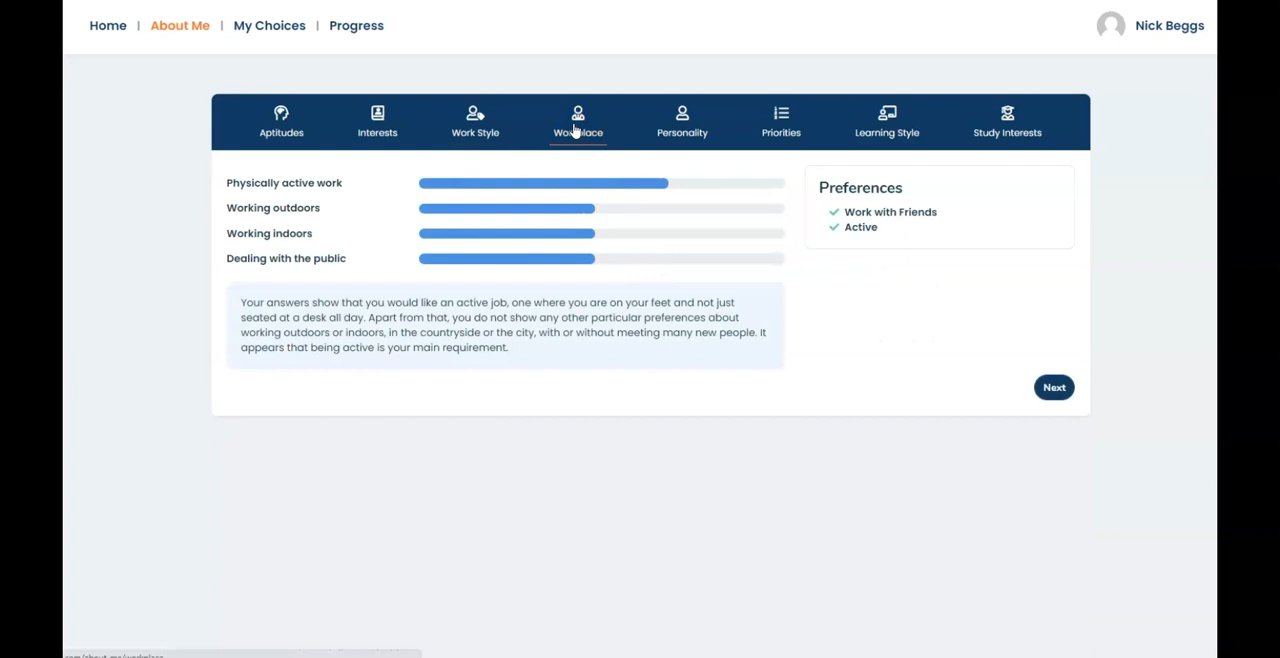 Home | About Me | My Choices | Progress
Nick Beggs
Aptitudes
Interests
Work Style
Workplace
Personality
Priorities
Learning Style
Study Interests
Physically active work
Working outdoors
Working indoors
Dealing with the public
Your answers show that you would like an active job, one where you are on your feet and not just
seated at a desk all day. Apart from that, you do not show any other particular preferences about
working outdoors or indoors, in the countryside or the city, with or without meeting many new people. It
appears that being active is your main requirement.
Preferences
Work with Friends
Active
Next